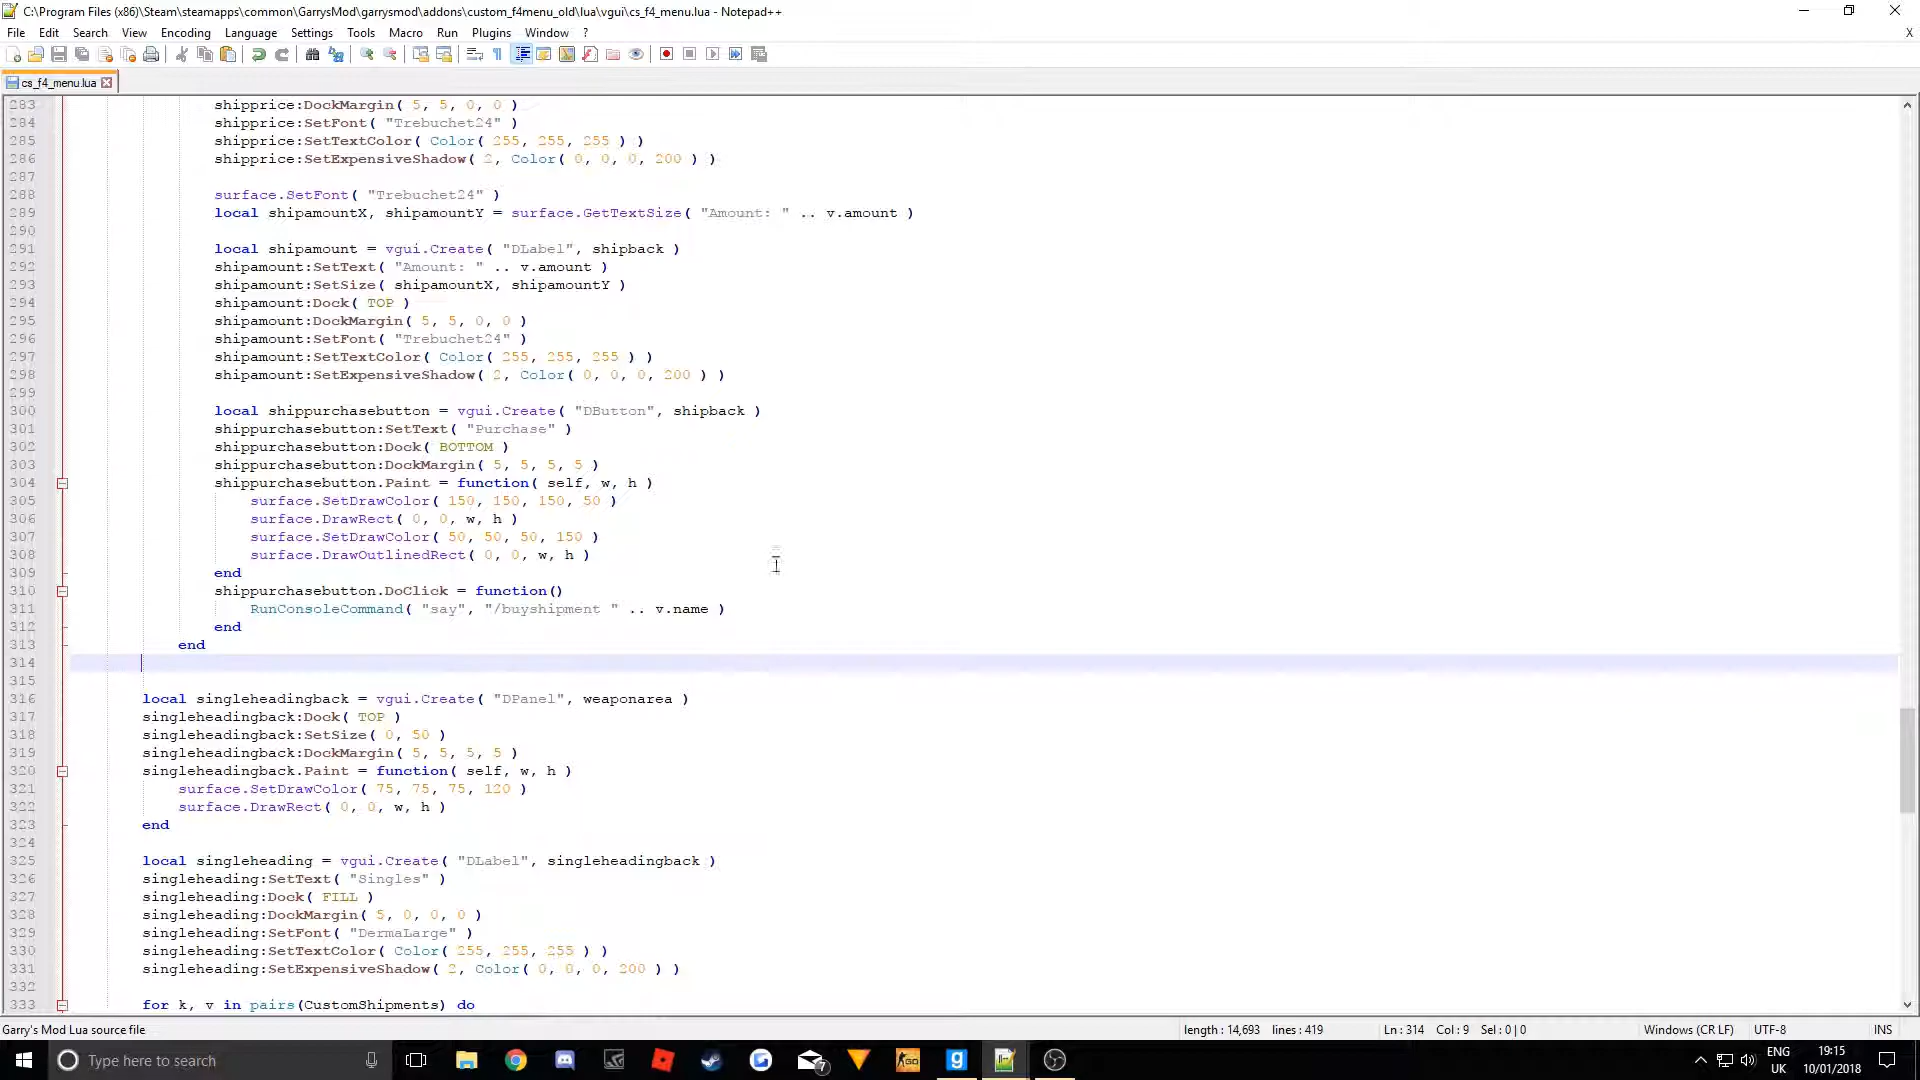 C:\Program Files (x86)\Steam\steamapps\common\GarrysMod\garrysmod\addons\custom_f4menu_old\lua\vgui\cs_f4_menu.lua - Notepad++
File Edit Search View Encoding Language Settings Tools Macro Run Plugins Window ? X
cs_f4_menu.lua
283 shipprice:DockMargin( 5, 5, 0, 0 )
284 shipprice:SetFont( "Trebuchet24" )
285 shipprice:SetTextColor( Color( 255, 255, 255 ) )
286 shipprice:SetExpensiveShadow( 2, Color( 0, 0, 0, 200 ) )
287
288 surface.SetFont( "Trebuchet24" )
289 local shipamountX, shipamountY = surface.GetTextSize( "Amount: " .. v.amount )
290
291 local shipamount = vgui.Create( "DLabel", shipback )
292 shipamount:SetText( "Amount: " .. v.amount )
293 shipamount:SetSize( shipamountX, shipamountY )
294 shipamount:Dock( TOP )
295 shipamount:DockMargin( 5, 5, 0, 0 )
296 shipamount:SetFont( "Trebuchet24" )
297 shipamount:SetTextColor( Color( 255, 255, 255 ) )
298 shipamount:SetExpensiveShadow( 2, Color( 0, 0, 0, 200 ) )
299
300 local shippurchasebutton = vgui.Create( "DButton", shipback )
301 shippurchasebutton:SetText( "Purchase" )
302 shippurchasebutton:Dock( BOTTOM )
303 shippurchasebutton:DockMargin( 5, 5, 5, 5 )
304 shippurchasebutton.Paint = function( self, w, h )
305 surface.SetDrawColor( 150, 150, 150, 50 )
306 surface.DrawRect( 0, 0, w, h )
307 surface.SetDrawColor( 50, 50, 50, 150 )
308 surface.DrawOutlinedRect( 0, 0, w, h )
309 end
310 shippurchasebutton.DoClick = function()
311 RunConsoleCommand( "say", "/buyshipment " .. v.name )
312 end
313 end
314
315
316 local singleheadingback = vgui.Create( "DPanel", weaponarea )
317 singleheadingback:Dock( TOP )
318 singleheadingback:SetSize( 0, 50 )
319 singleheadingback:DockMargin( 5, 5, 5, 5 )
320 singleheadingback.Paint = function( self, w, h )
321 surface.SetDrawColor( 75, 75, 75, 120 )
322 surface.DrawRect( 0, 0, w, h )
323 end
324
325 local singleheading = vgui.Create( "DLabel", singleheadingback )
326 singleheading:SetText( "Singles" )
327 singleheading:Dock( FILL )
328 singleheading:DockMargin( 5, 0, 0, 0 )
329 singleheading:SetFont( "DermaLarge" )
330 singleheading:SetTextColor( Color( 255, 255, 255 ) )
331 singleheading:SetExpensiveShadow( 2, Color( 0, 0, 0, 200 ) )
332
333 for k, v in pairs(CustomShipments) do
Garry's Mod Lua source file length : 14,693 lines : 419 Ln : 314 Col : 9 Sel : 0 | 0 Windows (CR LF) UTF-8 INS
Type here to search 7 GO ENG UK 19:15 10/01/2018